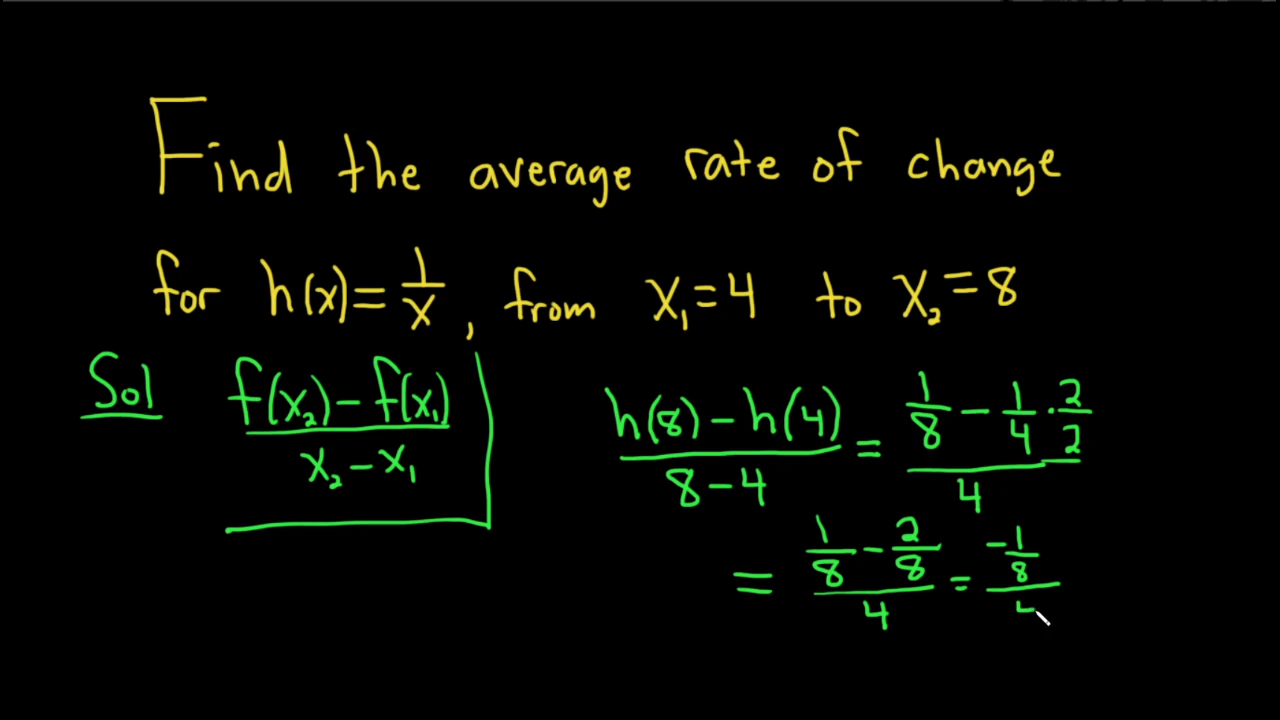 Find the average rate of change
for h(x) = 1/x, from x₁ = 4 to x₂ = 8
Sol (f(x₂) − f(x₁))/(x₂ − x₁)
(h(8) − h(4))/(8 − 4) = (1/8 − 1/4 · 2/2)/4
= (1/8 − 2/8)/4 = (−1/8)/